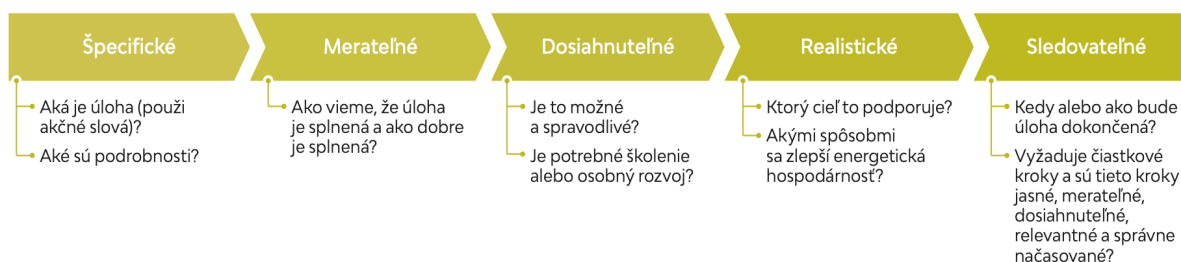 Špecifické
Aká je úloha (použi
akčné slová)?
Aké sú podrobnosti?
Merateľné
Ako vieme, že úloha
je splnená a ako dobre
je splnená?
Dosiahnuteľné
Je to možné
a spravodlivé?
Je potrebné školenie
alebo osobný rozvoj?
Realistické
Ktorý cieľ to podporuje?
Akými spôsobmi
sa zlepší energetická
hospodárnosť?
Sledovateľné
Kedy alebo ako bude
úloha dokončená?
Vyžaduje čiastkové
kroky a sú tieto kroky
jasné, merateľné,
dosiahnuteľné,
relevantné a správne
načasované?